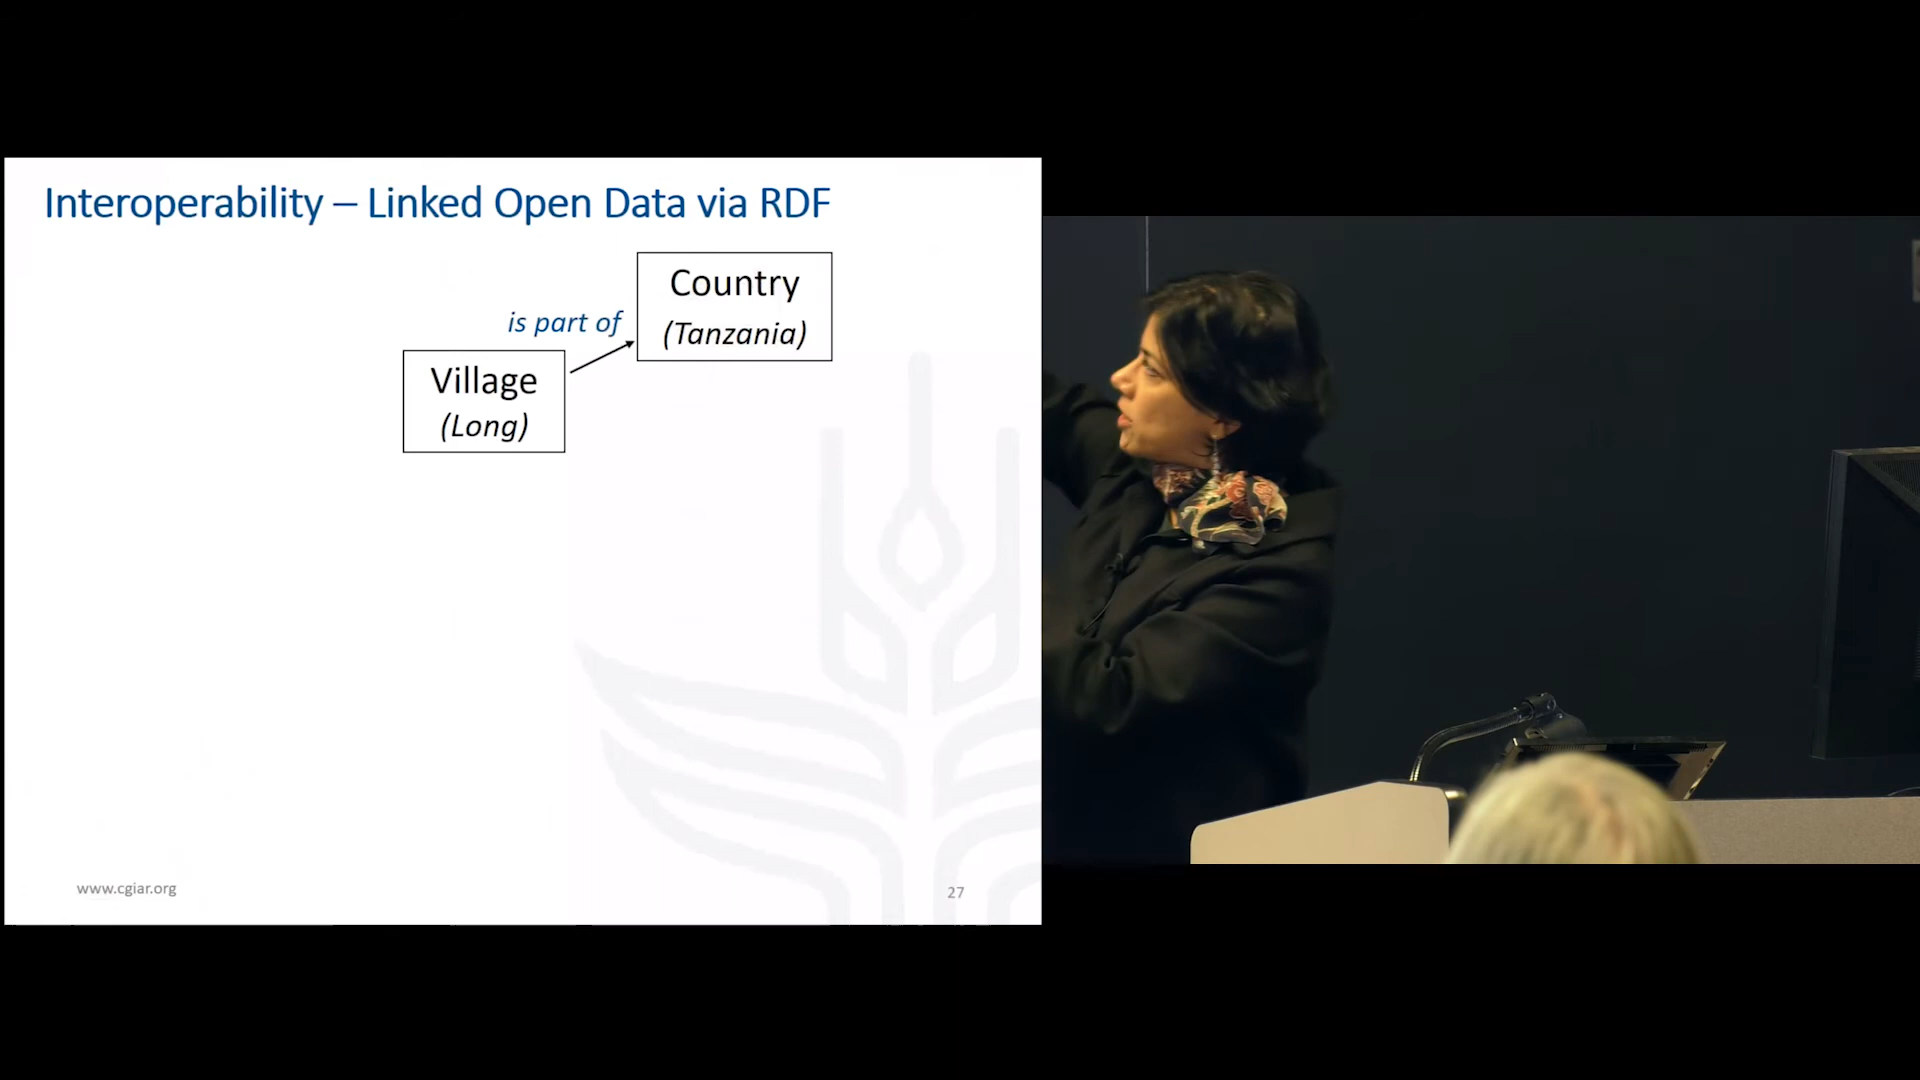 Interoperability – Linked Open Data via RDF
Country
(Tanzania)
is part of
Village
(Long)
www.cgiar.org
27